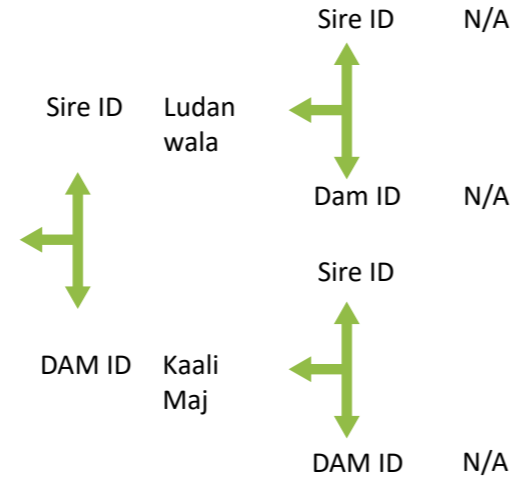 Sire ID N/A
Sire ID Ludan
wala
Dam ID N/A
Sire ID
DAM ID Kaali
Maj
DAM ID N/A